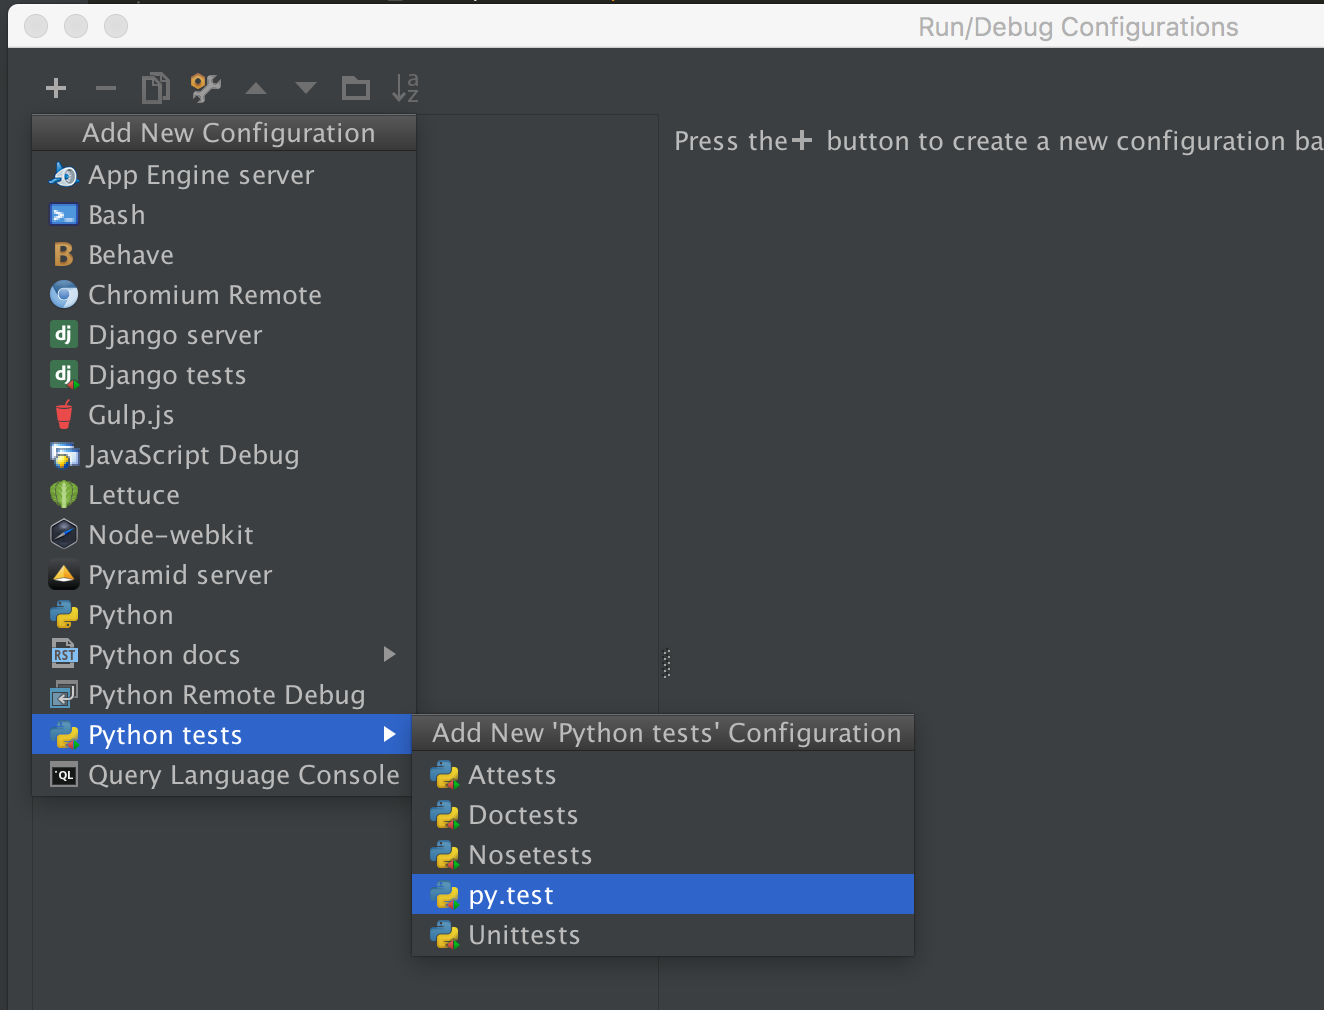 Run/Debug Configurations
Add New Configuration
Press the + button to create a new configuration ba
App Engine server
Bash
Behave
Chromium Remote
Django server
Django tests
Gulp.js
JavaScript Debug
Lettuce
Node-webkit
Pyramid server
Python
Python docs
Python Remote Debug
Python tests
Query Language Console
Add New 'Python tests' Configuration
Attests
Doctests
Nosetests
py.test
Unittests